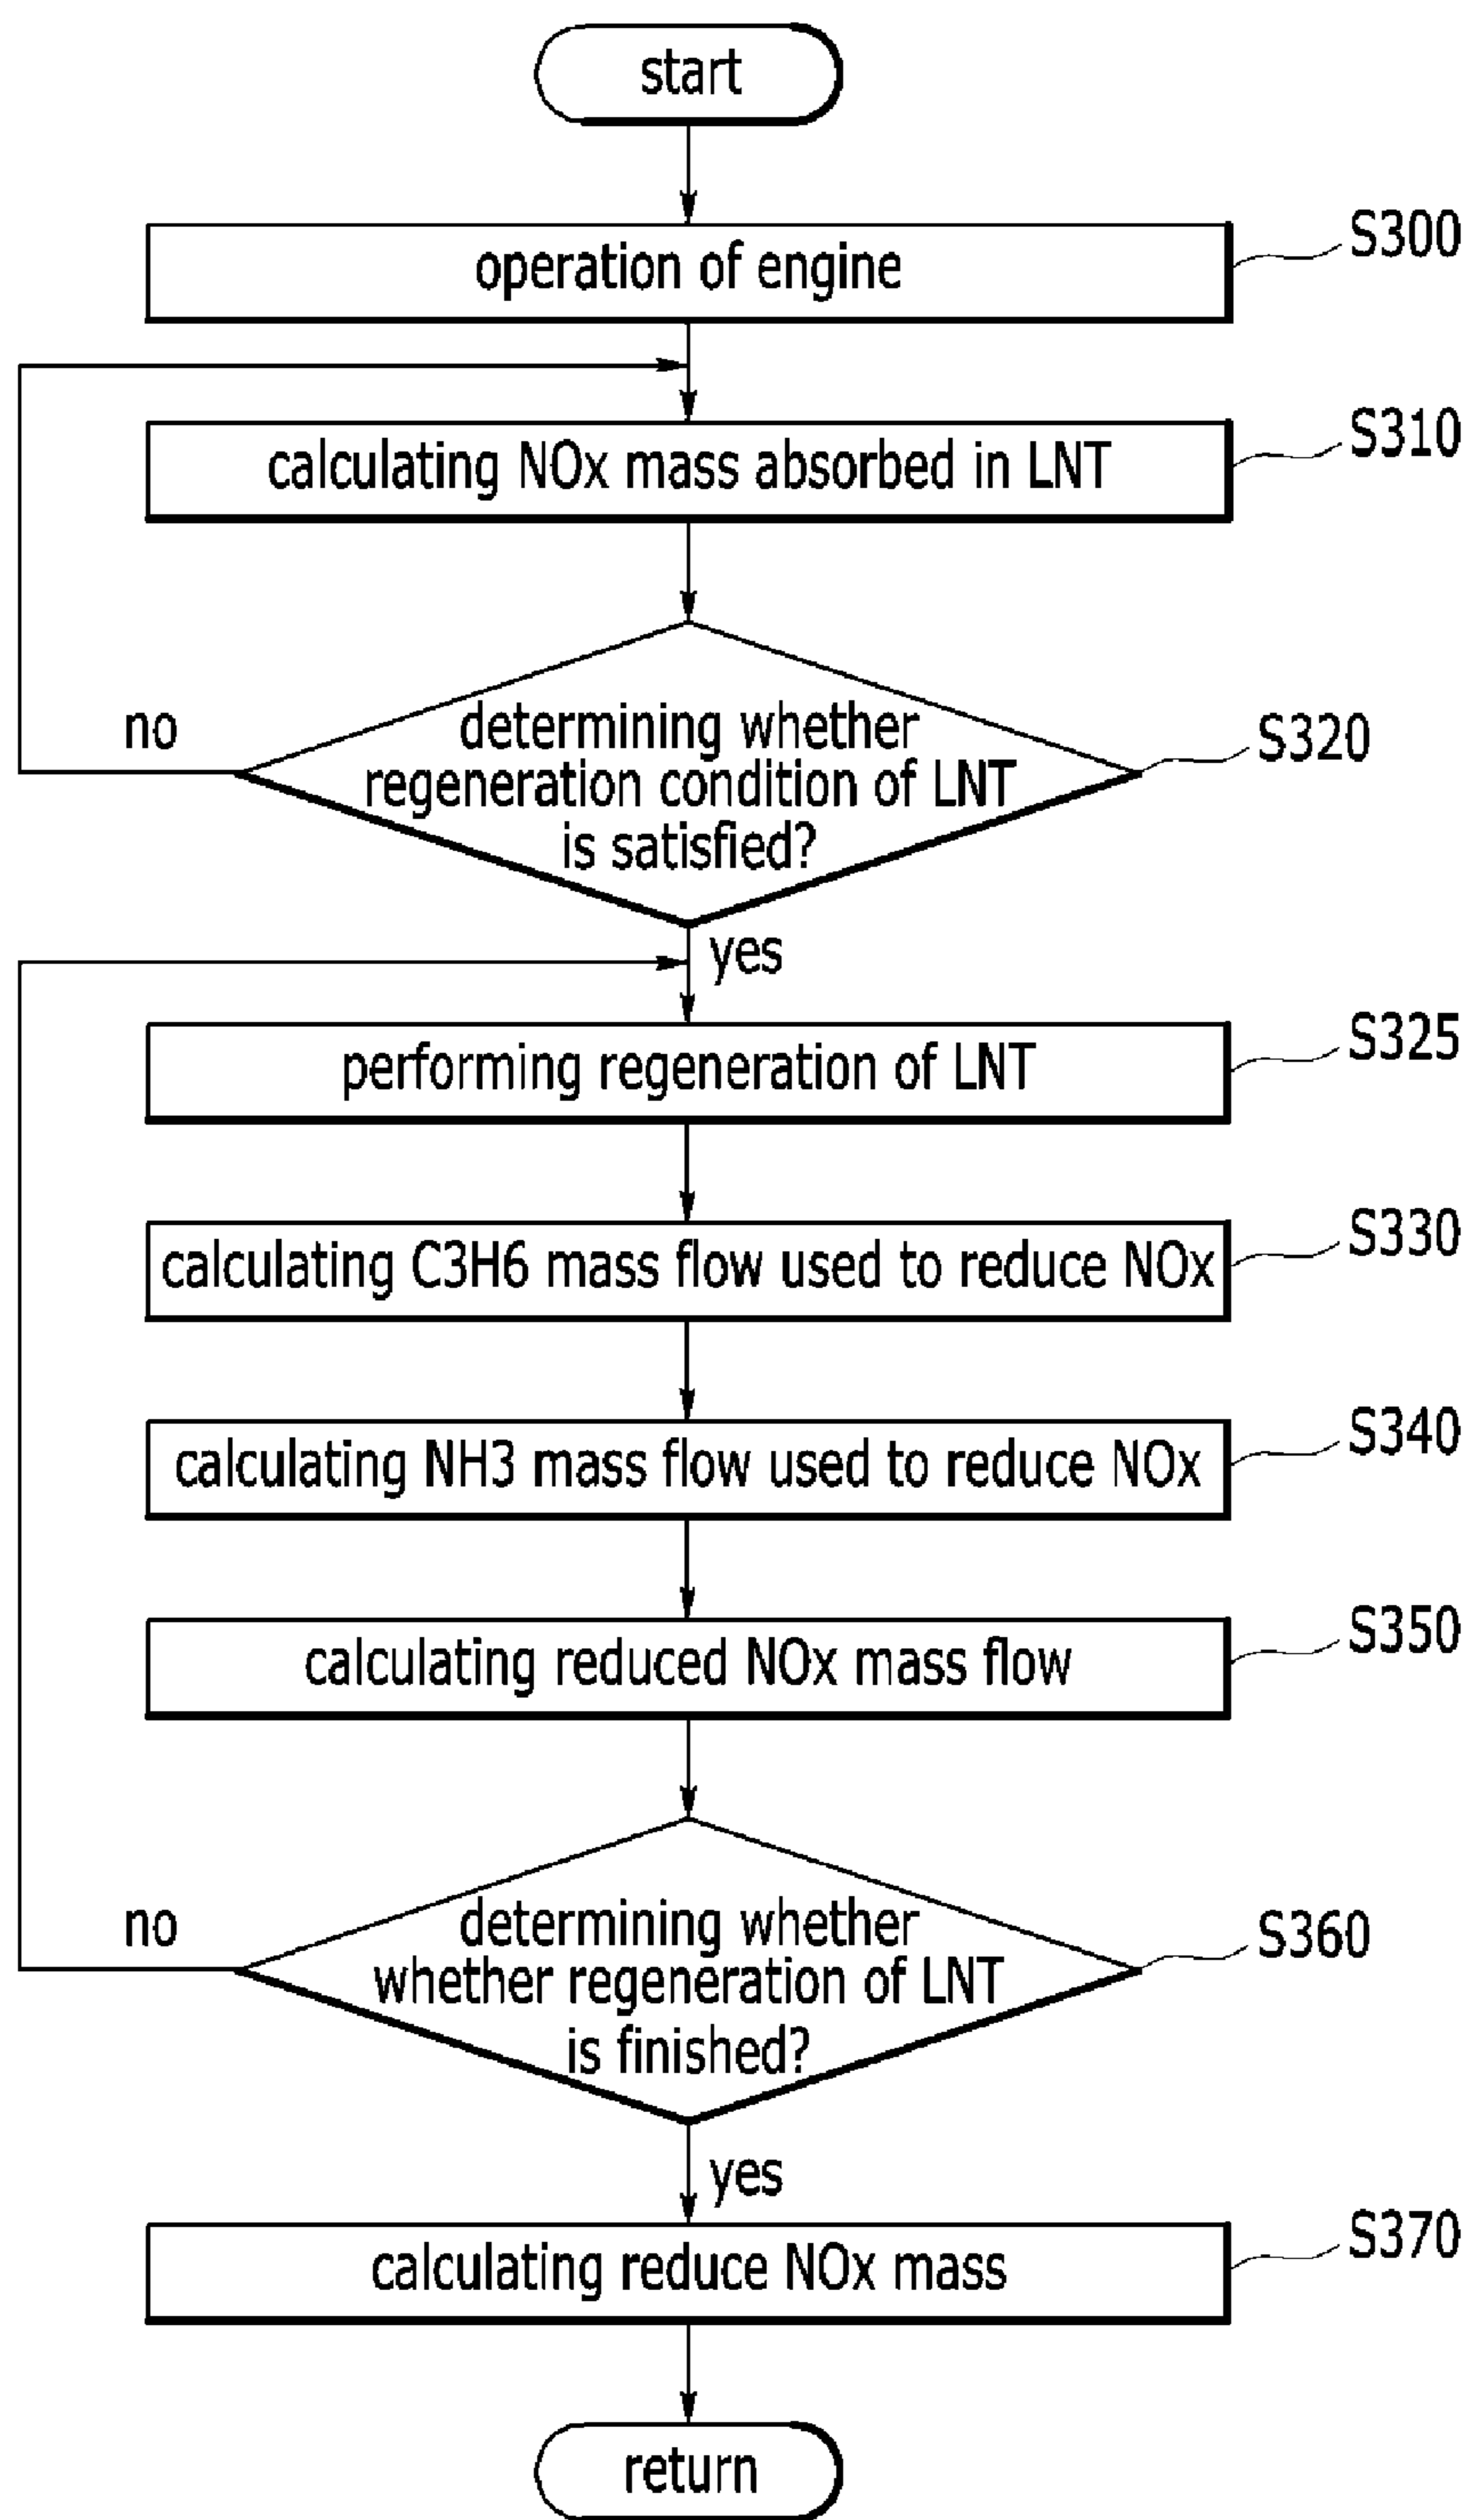 start
operation of engine
S300
calculating NOx mass absorbed in LNT
S310
no
determining whether
regeneration condition of LNT
is satisfied?
S320
yes
performing regeneration of LNT
S325
calculating C3H6 mass flow used to reduce NOx
S330
calculating NH3 mass flow used to reduce NOx
S340
calculating reduced NOx mass flow
S350
no
determining whether
whether regeneration of LNT
is finished?
S360
yes
calculating reduce NOx mass
S370
return